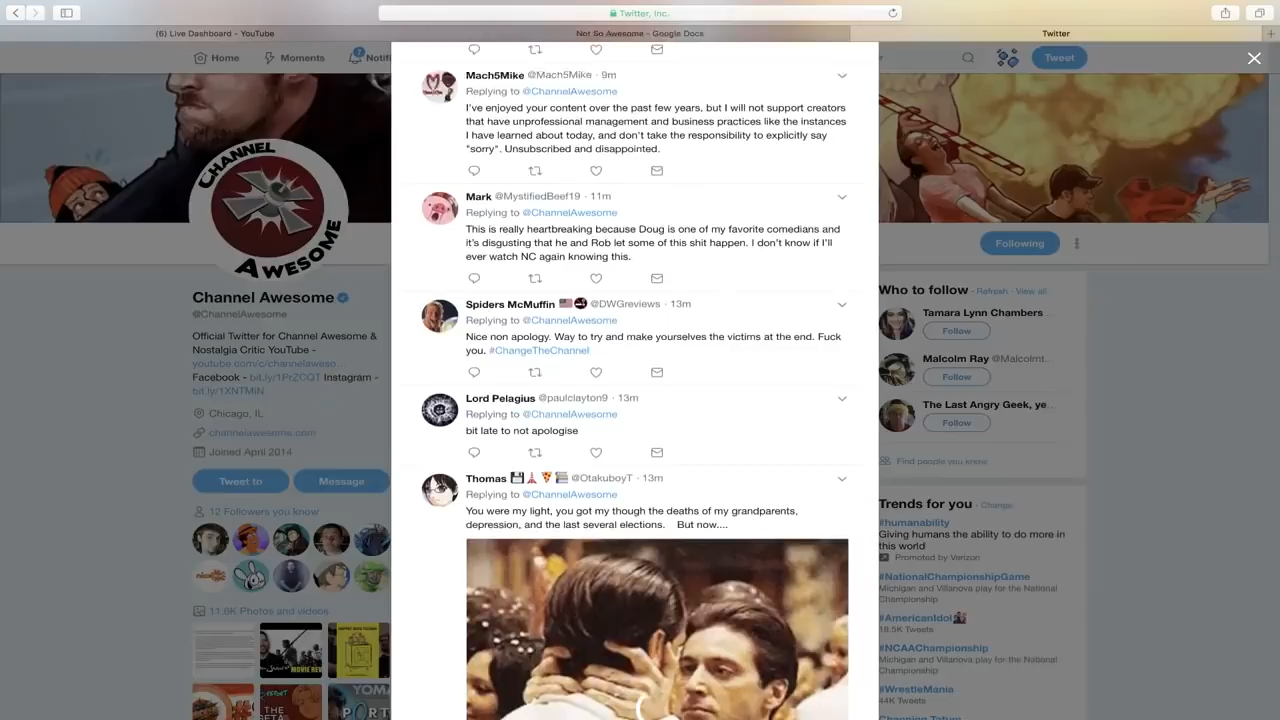 Twitter, Inc.
(6) Live Dashboard - YouTube
Not So Awesome - Google Docs
Twitter
Home
Moments
7
Notifi
Tweet
CHANNEL
AWESOME
Channel Awesome
@ChannelAwesome
Official Twitter for Channel Awesome &
Nostalgia Critic YouTube -
youtube.com/c/channelaweso...
Facebook - bit.ly/1PrZCQT Instagram -
bit.ly/1XNTMiN
Chicago, IL
channelawesome.com
Joined April 2014
Tweet to
Message
12 Followers you know
11.6K Photos and videos
Mach5Mike @Mach5Mike · 9m
Replying to @ChannelAwesome
I've enjoyed your content over the past few years, but I will not support creators
that have unprofessional management and business practices like the instances
I have learned about today, and don't take the responsibility to explicitly say
"sorry". Unsubscribed and disappointed.
Mark @MystifiedBeef19 · 11m
Replying to @ChannelAwesome
This is really heartbreaking because Doug is one of my favorite comedians and
it's disgusting that he and Rob let some of this shit happen. I don't know if I'll
ever watch NC again knowing this.
Spiders McMuffin @DWGreviews · 13m
Replying to @ChannelAwesome
Nice non apology. Way to try and make yourselves the victims at the end. Fuck
you. #ChangeTheChannel
Lord Pelagius @paulclayton9 · 13m
Replying to @ChannelAwesome
bit late to not apologise
Thomas @OtakuboyT · 13m
Replying to @ChannelAwesome
You were my light, you got my though the deaths of my grandparents,
depression, and the last several elections. But now....
Following
Who to follow · Refresh · View all
Tamara Lynn Chambers
Follow
Malcolm Ray @Malcolmt...
Follow
The Last Angry Geek, ye...
Follow
Find people you know
Trends for you · Change
#humanability
Giving humans the ability to do more in
this world
Promoted by Verizon
#NationalChampionshipGame
Michigan and Villanova play for the National
Championship
#AmericanIdol
18.5K Tweets
#NCAAChampionship
Michigan and Villanova play for the National
Championship
#WrestleMania
44K Tweets
Channing Tatum